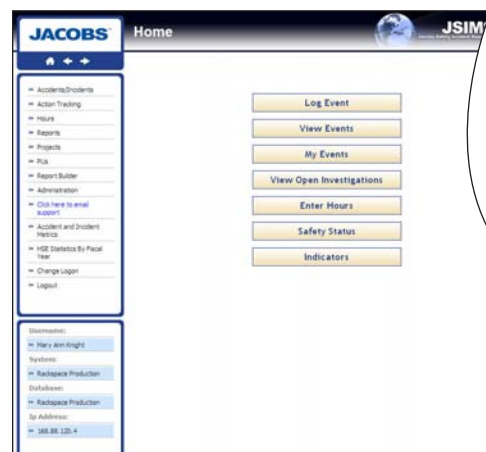 JACOBS
Home
JSIM
Accidents/Incidents
Action Tracking
Hours
Reports
Projects
PUs
Report Builder
Administration
Click here to email
support
Accident and Incident
Metrics
HSE Statistics By Fiscal
Year
Change Logon
Logout
Log Event
View Events
My Events
View Open Investigations
Enter Hours
Safety Status
Indicators
Username:
Mary Ann Knight
System:
Rackspace Production
Database:
Rackspace Production
Ip Address:
168.88.120.4